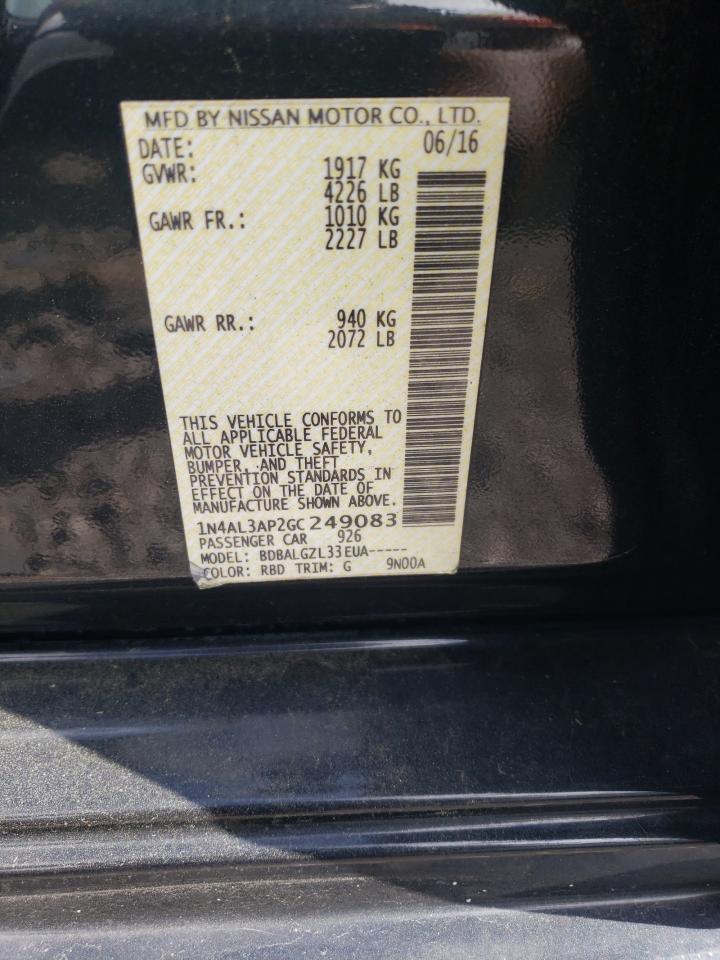 MFD BY NISSAN MOTOR CO., LTD.
DATE: 06/16
GVWR: 1917 KG
4226 LB
GAWR FR.: 1010 KG
2227 LB
GAWR RR.: 940 KG
2072 LB
THIS VEHICLE CONFORMS TO
ALL APPLICABLE FEDERAL
MOTOR VEHICLE SAFETY,
BUMPER, AND THEFT
PREVENTION STANDARDS IN
EFFECT ON THE DATE OF
MANUFACTURE SHOWN ABOVE.
1N4AL3AP2GC249083
PASSENGER CAR 926
MODEL: BDBALGZL33EUA-----
COLOR: RBD TRIM: G 9N00A